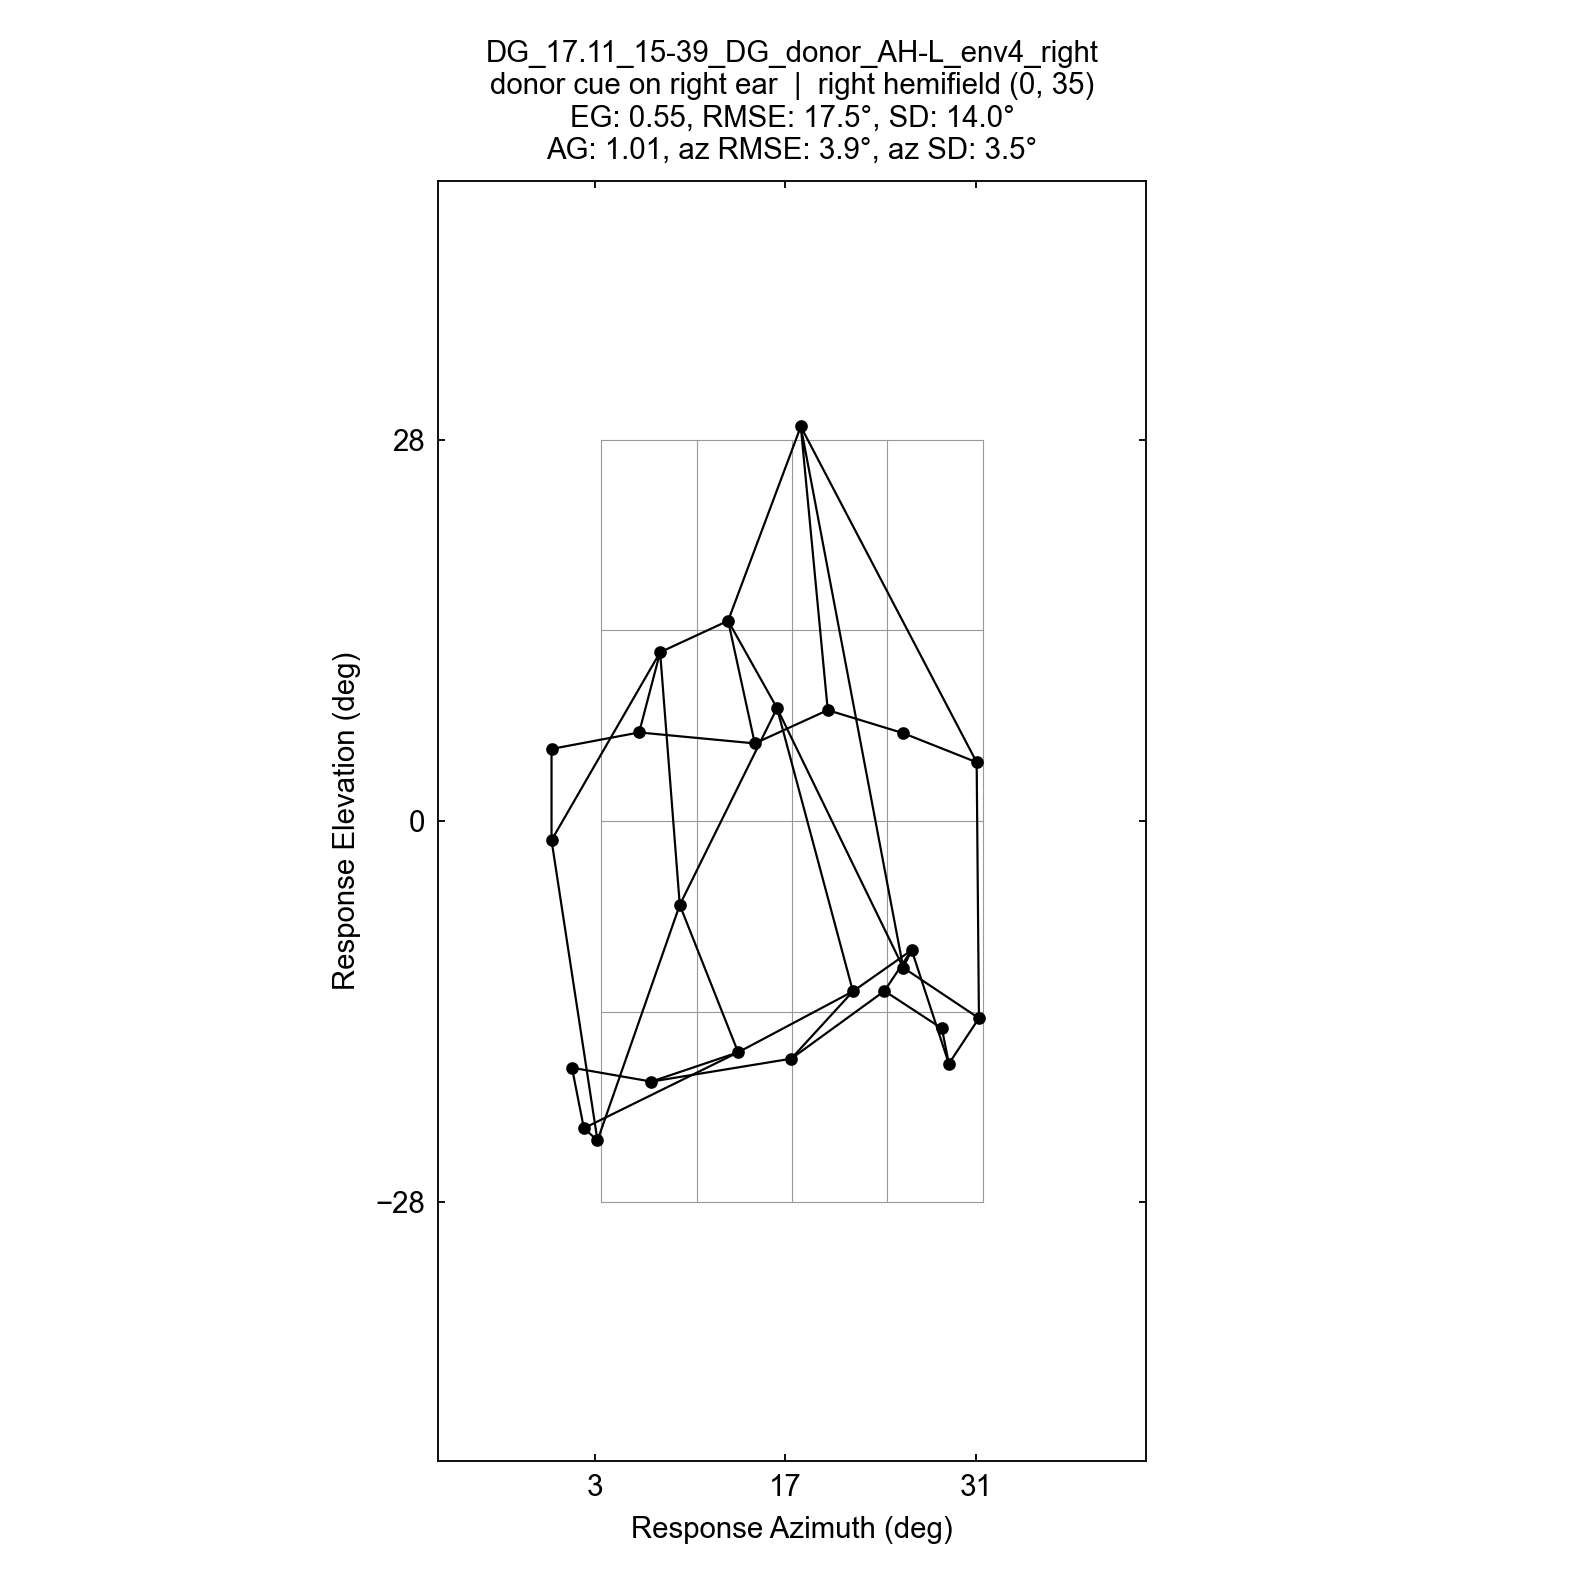 DG_17.11_15-39_DG_donor_AH-L_env4_right
donor cue on right ear | right hemifield (0, 35)
EG: 0.55, RMSE: 17.5°, SD: 14.0°
AG: 1.01, az RMSE: 3.9°, az SD: 3.5°
28
0
−28
Response Elevation (deg)
3 17 31
Response Azimuth (deg)